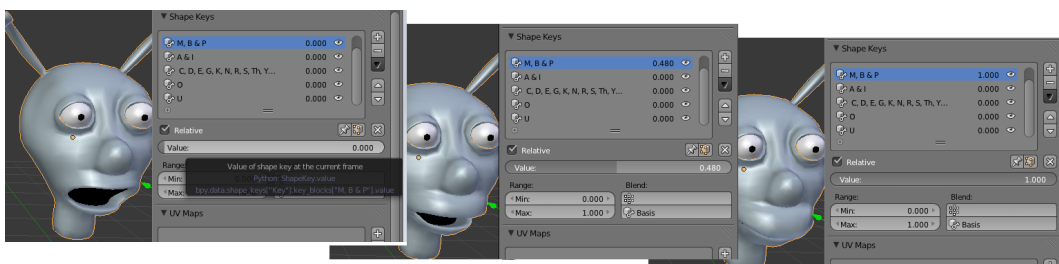 Shape Keys
M, B & P 0.000
A & I 0.000
C, D, E, G, K, N, R, S, Th, Y... 0.000
O 0.000
U 0.000
Relative
Value: 0.000
Range:
Value of shape key at the current frame
Min:
Python: ShapeKey.value
Max:
bpy.data.shape_keys["Key"].key_blocks["M, B & P"].value
UV Maps
Shape Keys
M, B & P 0.480
A & I 0.000
C, D, E, G, K, N, R, S, Th, Y... 0.000
O 0.000
U 0.000
Relative
Value: 0.480
Range: Blend:
Min: 0.000
Max: 1.000 Basis
UV Maps
Shape Keys
M, B & P 1.000
A & I 0.000
C, D, E, G, K, N, R, S, Th, Y... 0.000
O 0.000
U 0.000
Relative
Value: 1.000
Range: Blend:
Min: 0.000
Max: 1.000 Basis
UV Maps